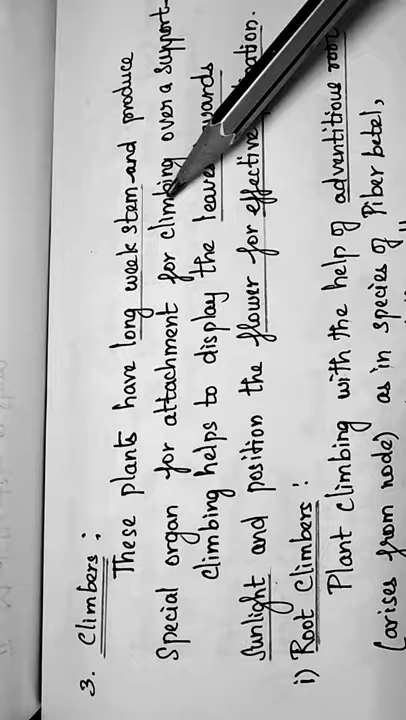 3. Climbers :
These plants have long weak stem and produce
Special organ for attachment for climbing over a support.
Climbing helps to display the leaves
Sunlight and position the flower for effective
i) Root Climbers :
Plant climbing with the help of adventitious root
(arises from node) as in species of Piber betel,